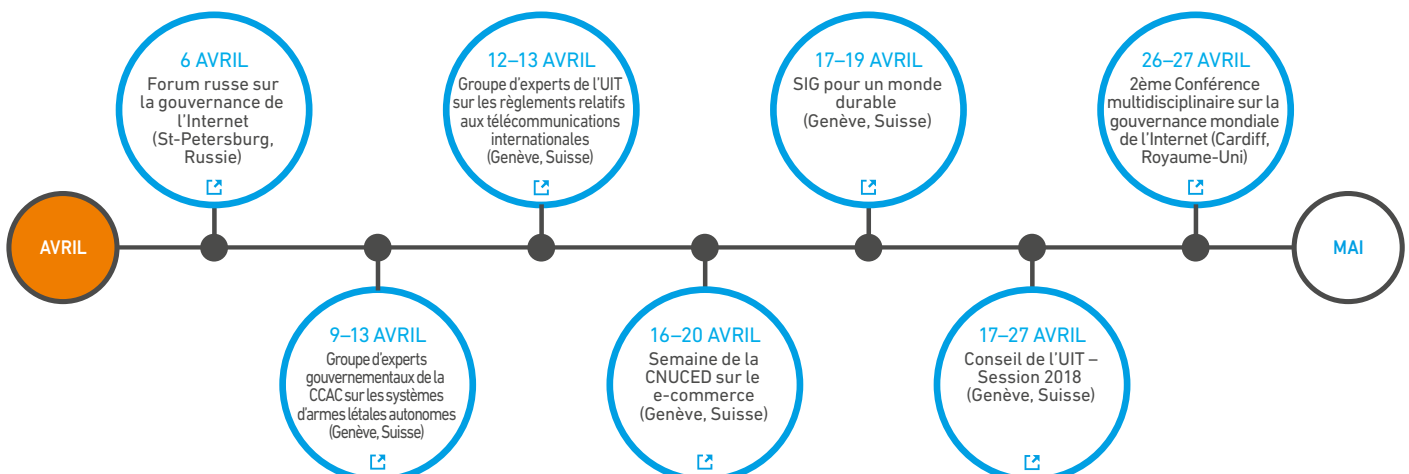 6 AVRIL
Forum russe sur
la gouvernance de
l'Internet
(St-Petersburg,
Russie)
12–13 AVRIL
Groupe d'experts de l'UIT
sur les règlements relatifs
aux télécommunications
internationales
(Genève, Suisse)
17–19 AVRIL
SIG pour un monde
durable
(Genève, Suisse)
26–27 AVRIL
2ème Conférence
multidisciplinaire sur la
gouvernance mondiale
de l'Internet (Cardiff,
Royaume-Uni)
AVRIL
MAI
9–13 AVRIL
Groupe d'experts
gouvernementaux de la
CCAC sur les systèmes
d'armes létales autonomes
(Genève, Suisse)
16–20 AVRIL
Semaine de la
CNUCED sur le
e-commerce
(Genève, Suisse)
17–27 AVRIL
Conseil de l'UIT –
Session 2018
(Genève, Suisse)